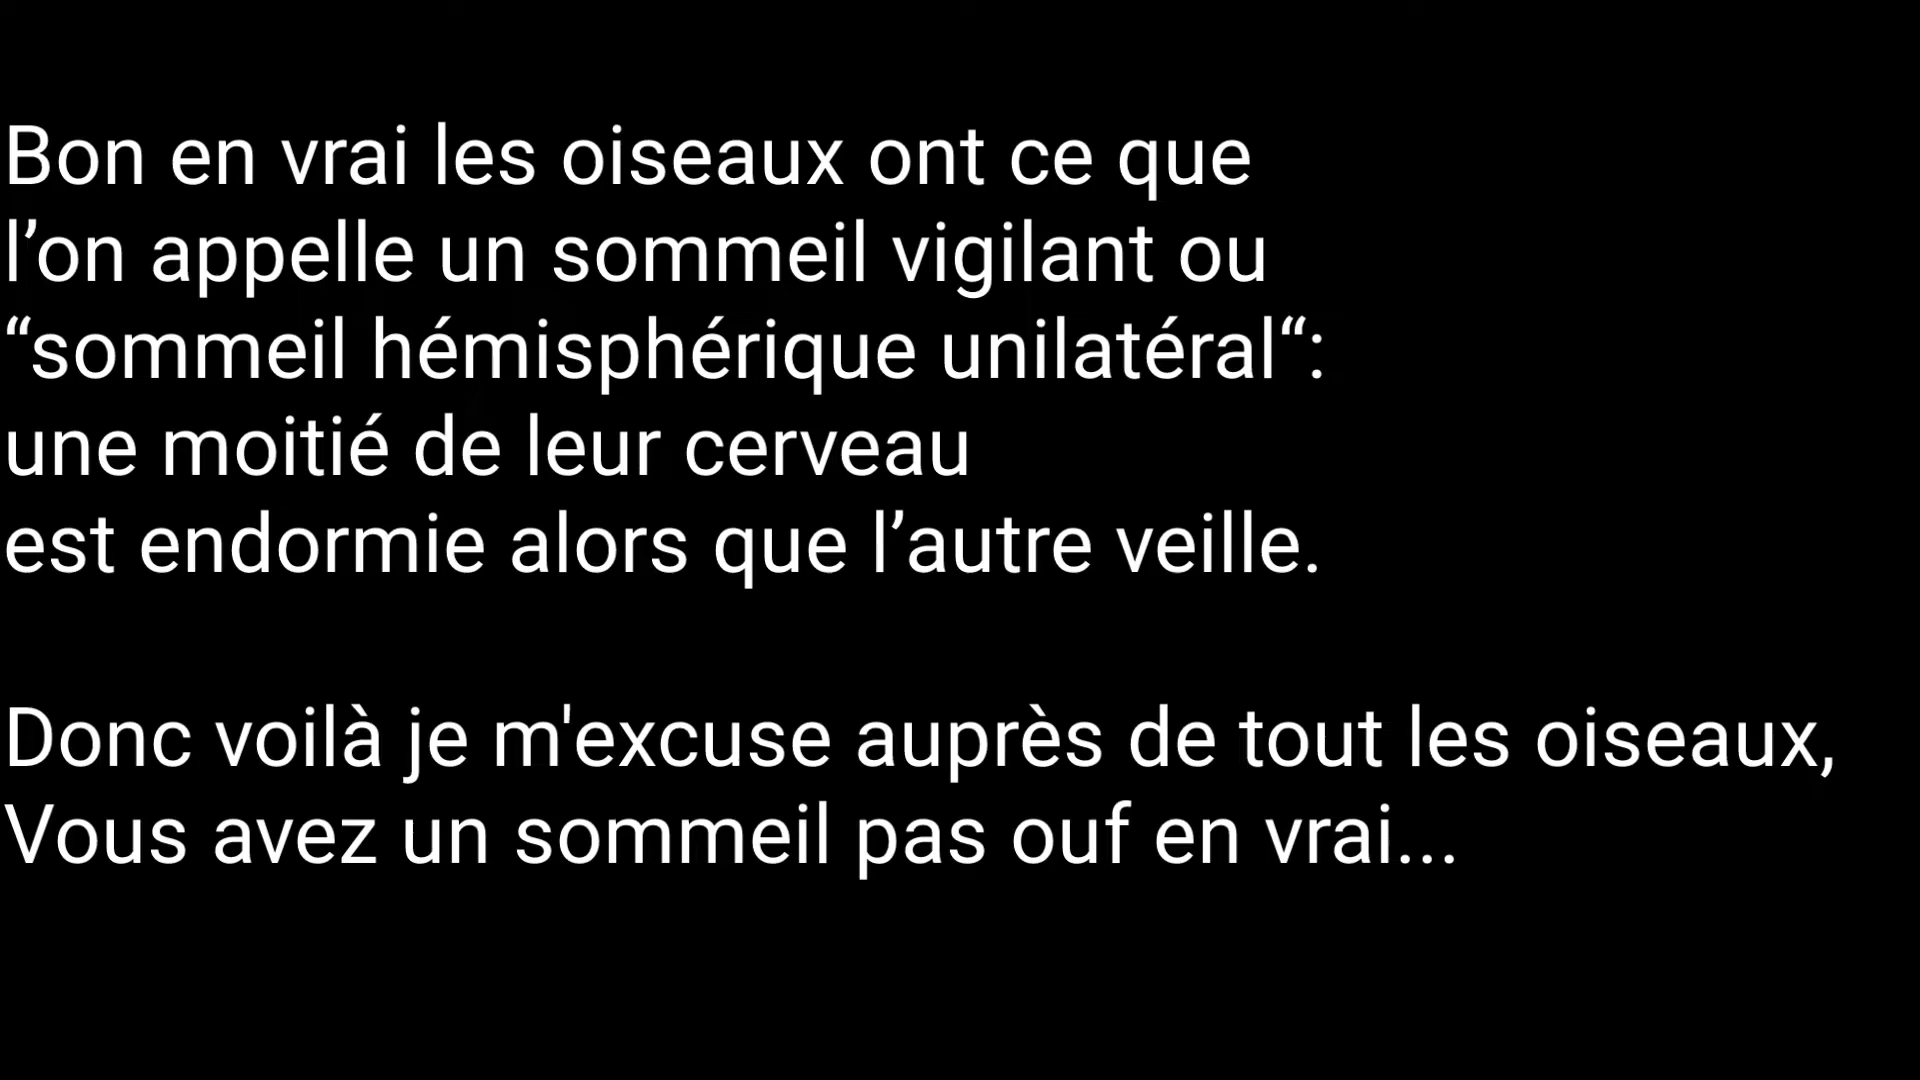 Bon en vrai les oiseaux ont ce que
l’on appelle un sommeil vigilant ou
“sommeil hémisphérique unilatéral“:
une moitié de leur cerveau
est endormie alors que l’autre veille.
Donc voilà je m'excuse auprès de tout les oiseaux,
Vous avez un sommeil pas ouf en vrai...